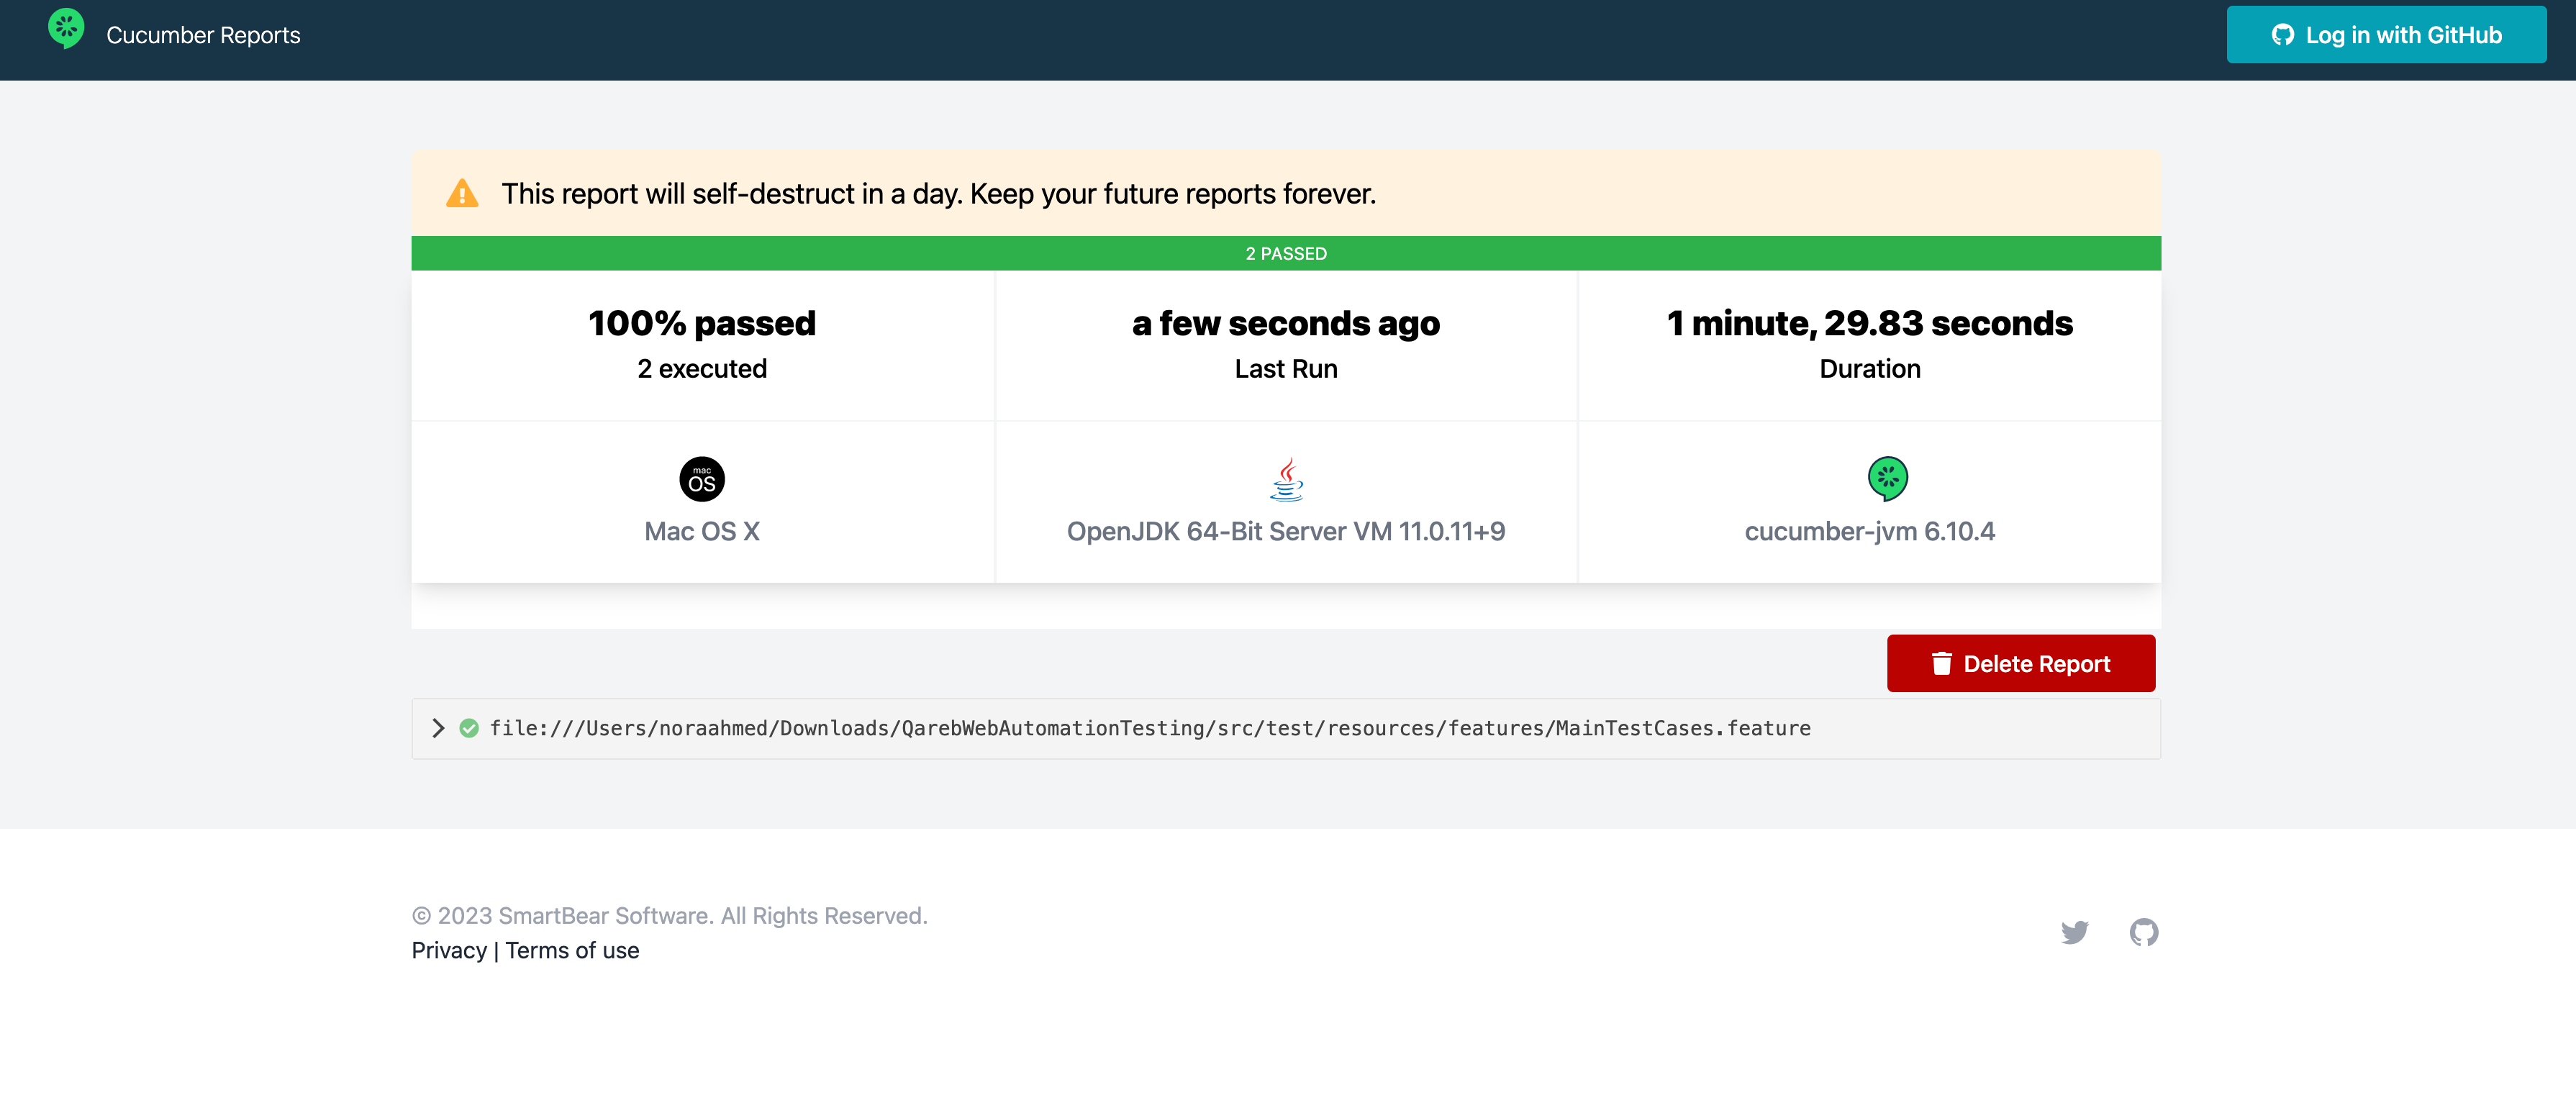 Cucumber Reports
Log in with GitHub
This report will self-destruct in a day. Keep your future reports forever.
2 PASSED
100% passed
2 executed
a few seconds ago
Last Run
1 minute, 29.83 seconds
Duration
mac
OS
Mac OS X
OpenJDK 64-Bit Server VM 11.0.11+9
cucumber-jvm 6.10.4
Delete Report
file:///Users/noraahmed/Downloads/QarebWebAutomationTesting/src/test/resources/features/MainTestCases.feature
© 2023 SmartBear Software. All Rights Reserved.
Privacy | Terms of use